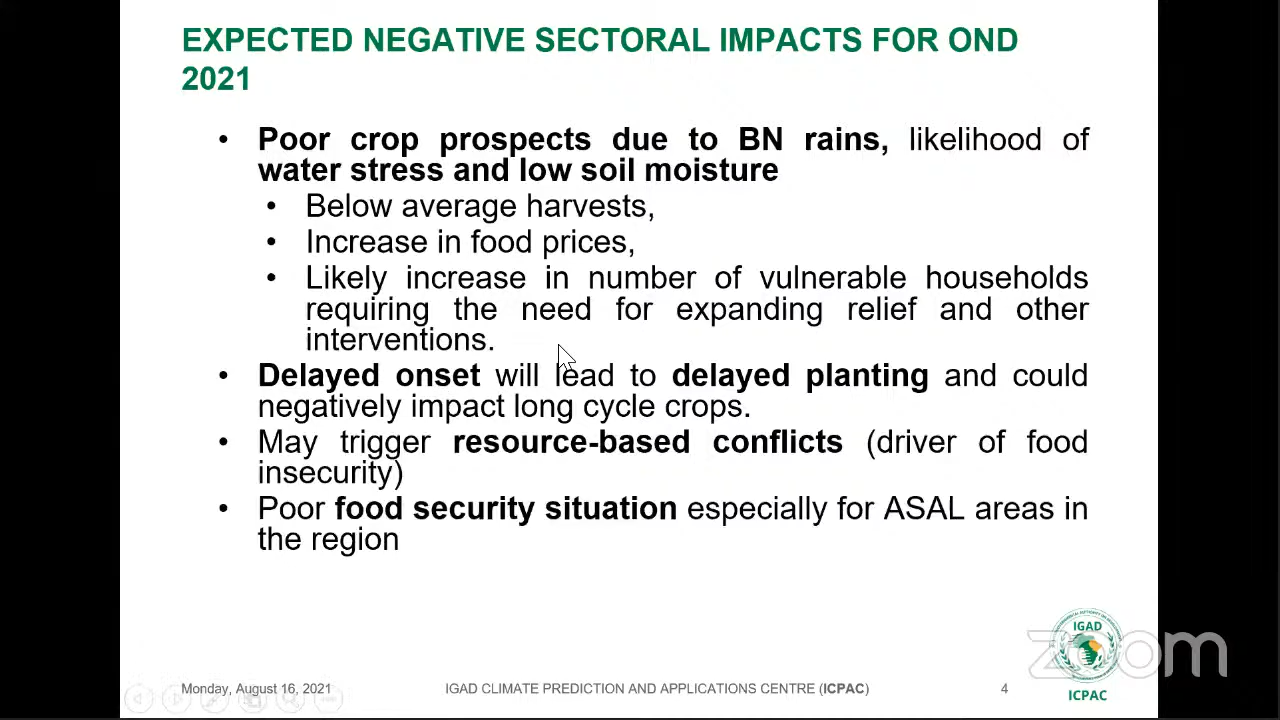 EXPECTED NEGATIVE SECTORAL IMPACTS FOR OND
2021
• Poor crop prospects due to BN rains, likelihood of
water stress and low soil moisture
• Below average harvests,
• Increase in food prices,
• Likely increase in number of vulnerable households
requiring the need for expanding relief and other
interventions.
• Delayed onset will lead to delayed planting and could
negatively impact long cycle crops.
• May trigger resource-based conflicts (driver of food
insecurity)
• Poor food security situation especially for ASAL areas in
the region
IGAD
zoom
ICPAC
Monday, August 16, 2021
IGAD CLIMATE PREDICTION AND APPLICATIONS CENTRE (ICPAC)
4